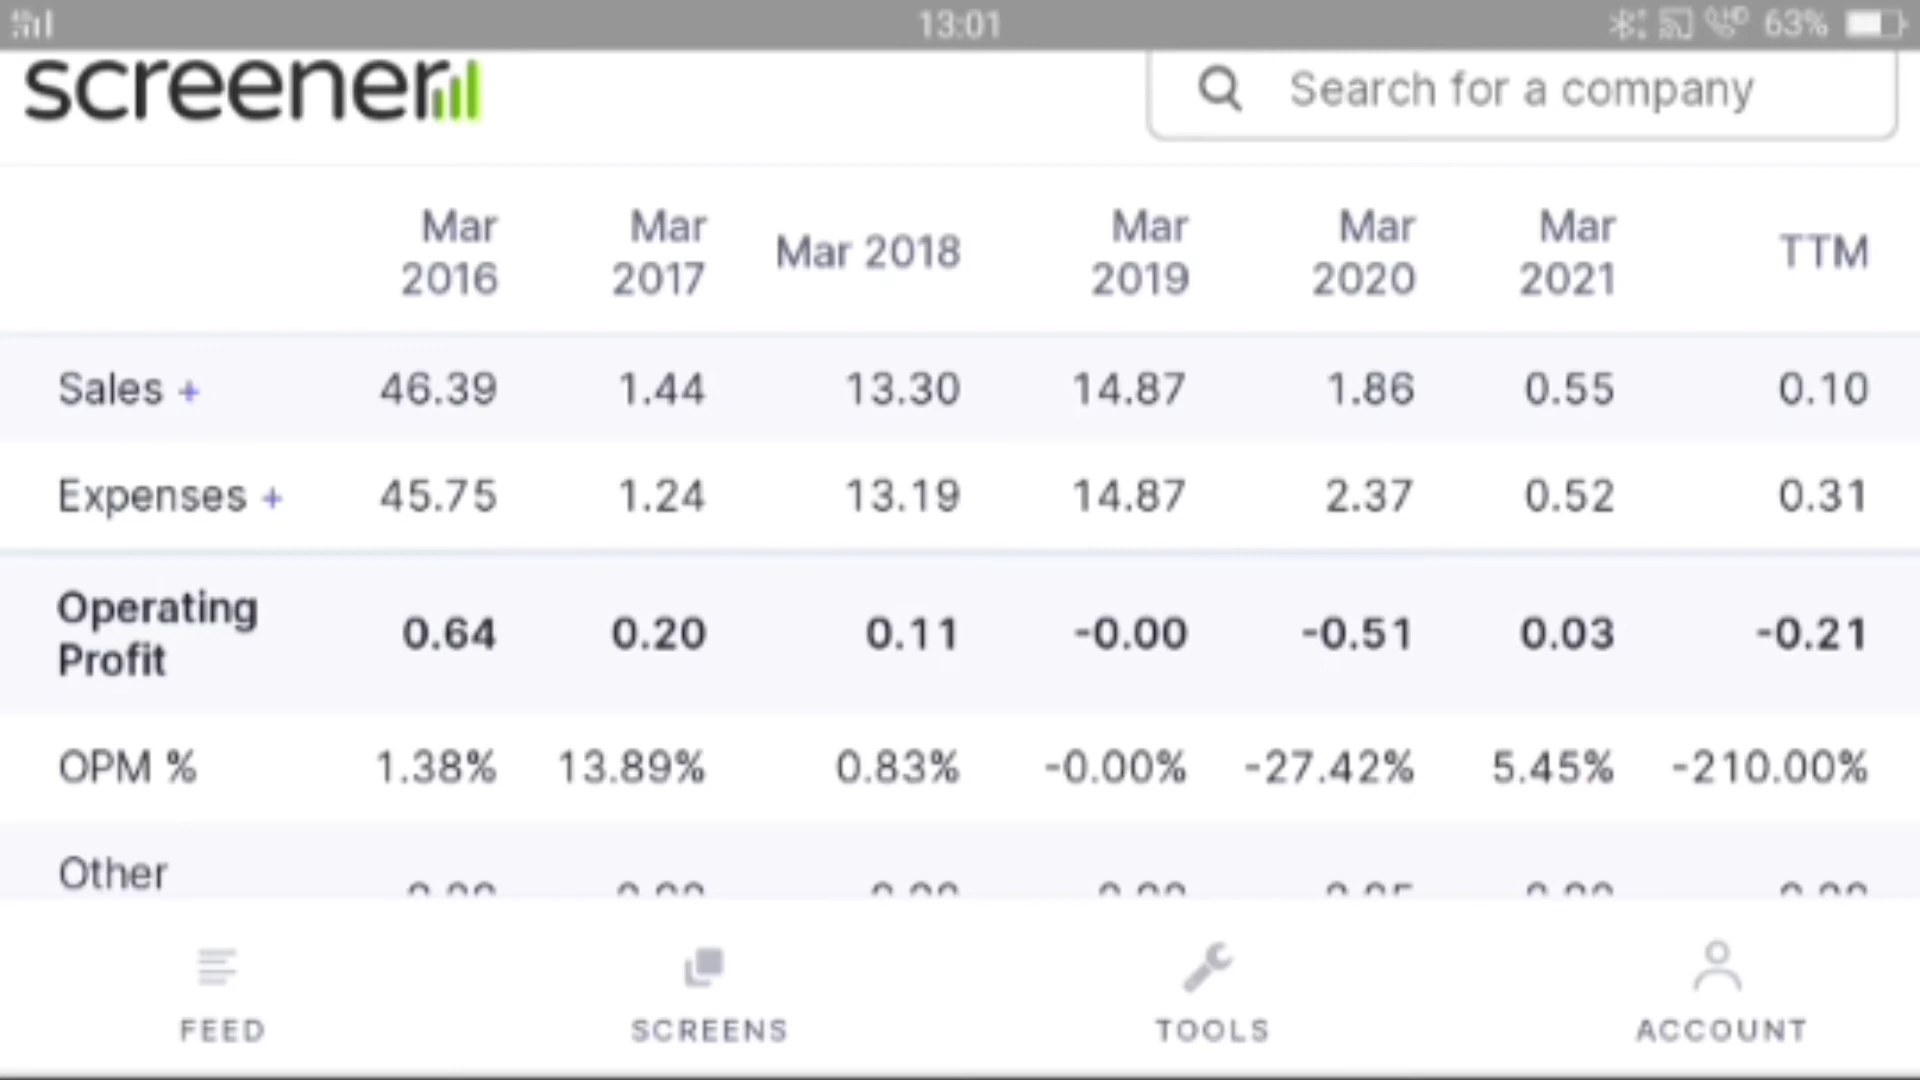 13:01 63%
screener Search for a company
Mar 2016 Mar 2017 Mar 2018 Mar 2019 Mar 2020 Mar 2021 TTM
Sales + 46.39 1.44 13.30 14.87 1.86 0.55 0.10
Expenses + 45.75 1.24 13.19 14.87 2.37 0.52 0.31
Operating Profit 0.64 0.20 0.11 -0.00 -0.51 0.03 -0.21
OPM % 1.38% 13.89% 0.83% -0.00% -27.42% 5.45% -210.00%
Other
FEED SCREENS TOOLS ACCOUNT